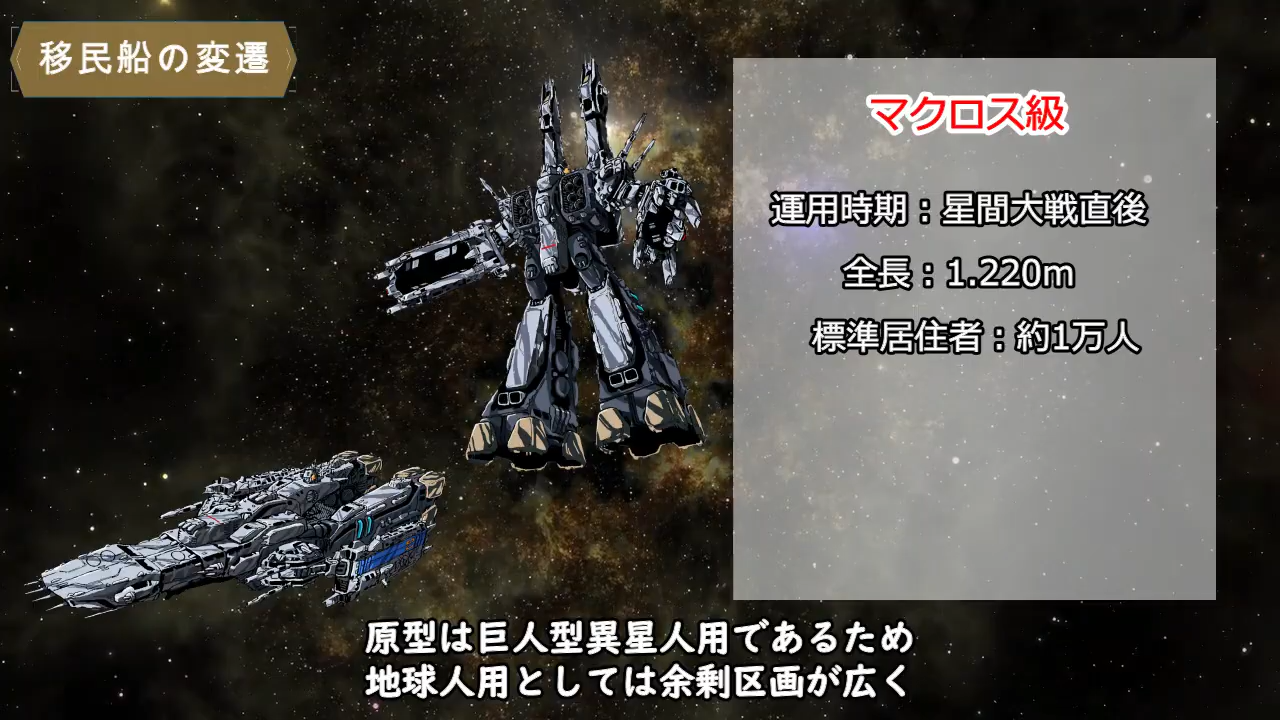 移民船の変遷
マクロス級
運用時期：星間大戦直後
全長：1.220m
標準居住者：約1万人
原型は巨人型異星人用であるため
地球人用としては余剰区画が広く